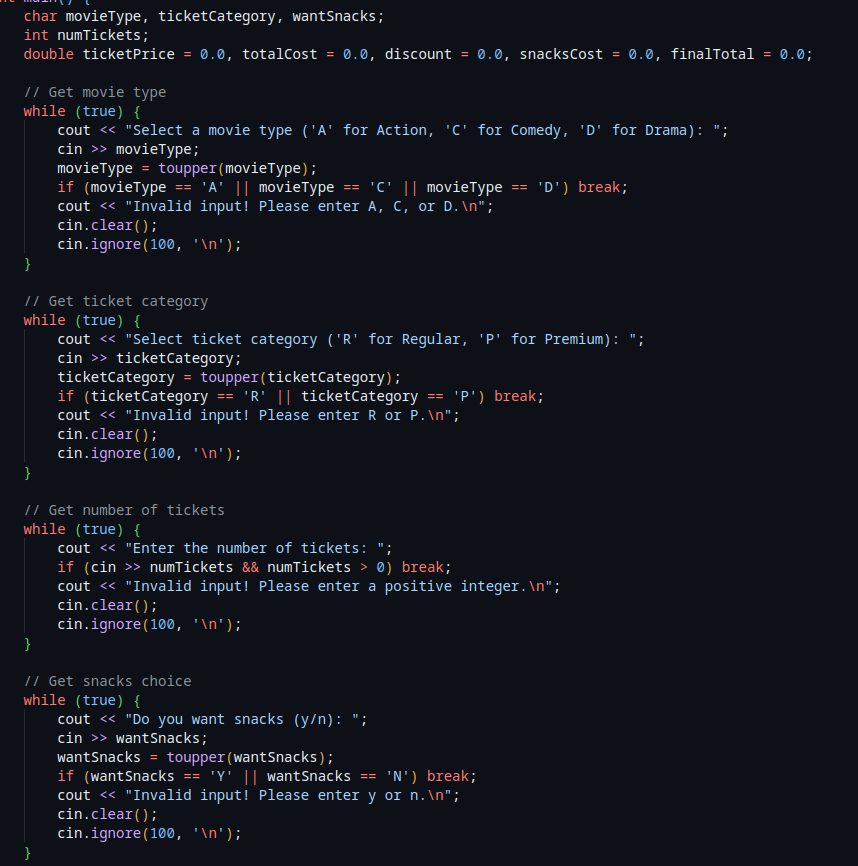 char movieType, ticketCategory, wantSnacks;
int numTickets;
double ticketPrice = 0.0, totalCost = 0.0, discount = 0.0, snacksCost = 0.0, finalTotal = 0.0;
// Get movie type
while (true) {
cout << "Select a movie type ('A' for Action, 'C' for Comedy, 'D' for Drama): ";
cin >> movieType;
movieType = toupper(movieType);
if (movieType == 'A' || movieType == 'C' || movieType == 'D') break;
cout << "Invalid input! Please enter A, C, or D.\n";
cin.clear();
cin.ignore(100, '\n');
}
// Get ticket category
while (true) {
cout << "Select ticket category ('R' for Regular, 'P' for Premium): ";
cin >> ticketCategory;
ticketCategory = toupper(ticketCategory);
if (ticketCategory == 'R' || ticketCategory == 'P') break;
cout << "Invalid input! Please enter R or P.\n";
cin.clear();
cin.ignore(100, '\n');
}
// Get number of tickets
while (true) {
cout << "Enter the number of tickets: ";
if (cin >> numTickets && numTickets > 0) break;
cout << "Invalid input! Please enter a positive integer.\n";
cin.clear();
cin.ignore(100, '\n');
}
// Get snacks choice
while (true) {
cout << "Do you want snacks (y/n): ";
cin >> wantSnacks;
wantSnacks = toupper(wantSnacks);
if (wantSnacks == 'Y' || wantSnacks == 'N') break;
cout << "Invalid input! Please enter y or n.\n";
cin.clear();
cin.ignore(100, '\n');
}